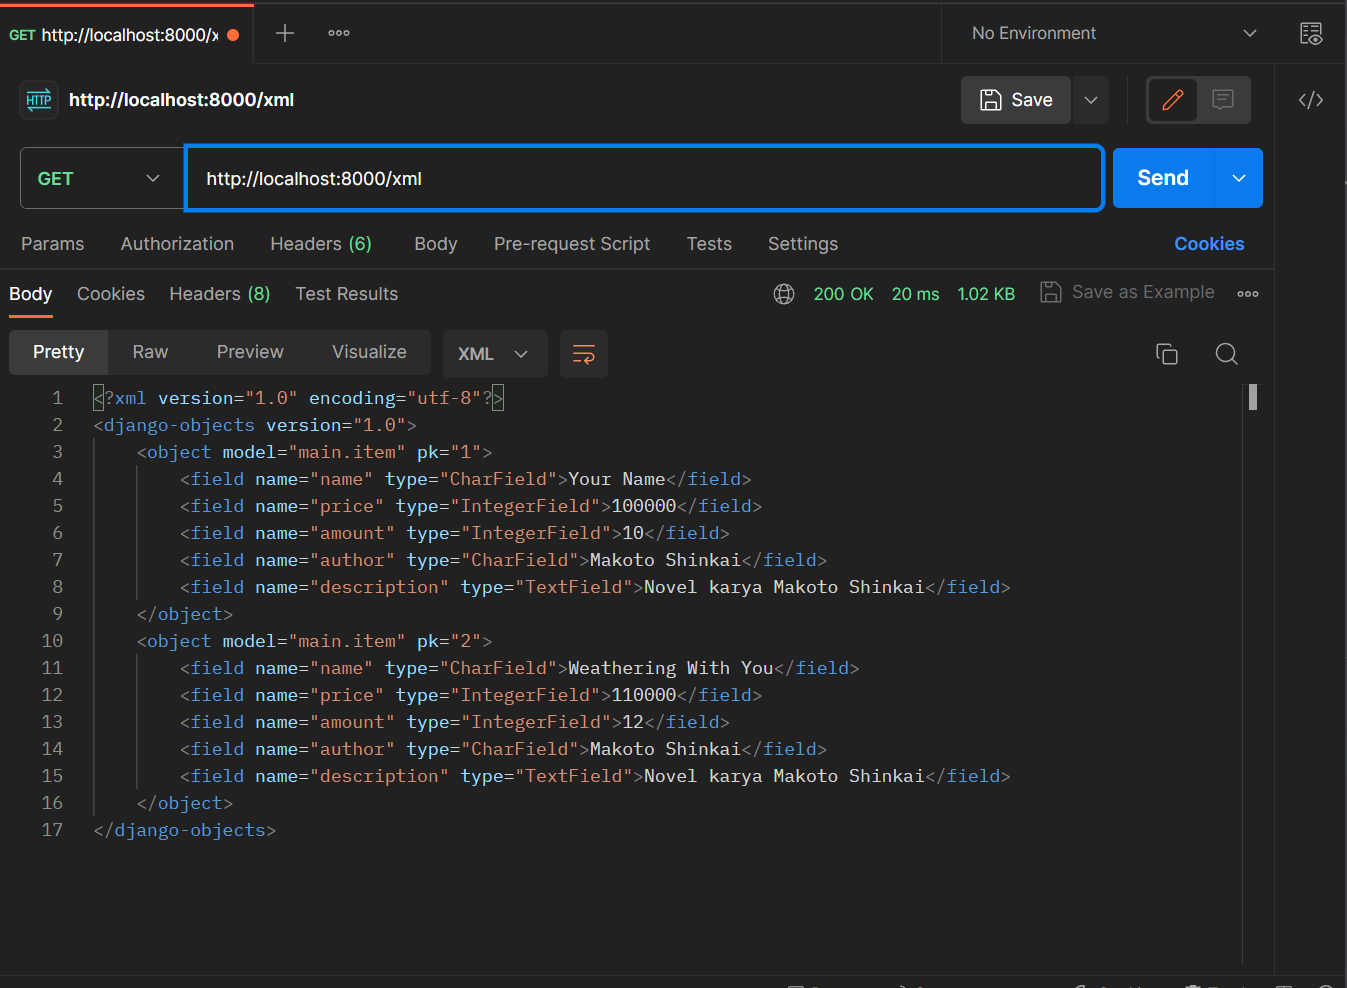 GET http://localhost:8000/x
No Environment
HTTP http://localhost:8000/xml
Save
GET
http://localhost:8000/xml
Send
Params Authorization Headers (6) Body Pre-request Script Tests Settings Cookies
Body Cookies Headers (8) Test Results 200 OK 20 ms 1.02 KB Save as Example
Pretty Raw Preview Visualize XML
1 <?xml version="1.0" encoding="utf-8"?>
2 <django-objects version="1.0">
3 <object model="main.item" pk="1">
4 <field name="name" type="CharField">Your Name</field>
5 <field name="price" type="IntegerField">100000</field>
6 <field name="amount" type="IntegerField">10</field>
7 <field name="author" type="CharField">Makoto Shinkai</field>
8 <field name="description" type="TextField">Novel karya Makoto Shinkai</field>
9 </object>
10 <object model="main.item" pk="2">
11 <field name="name" type="CharField">Weathering With You</field>
12 <field name="price" type="IntegerField">110000</field>
13 <field name="amount" type="IntegerField">12</field>
14 <field name="author" type="CharField">Makoto Shinkai</field>
15 <field name="description" type="TextField">Novel karya Makoto Shinkai</field>
16 </object>
17 </django-objects>